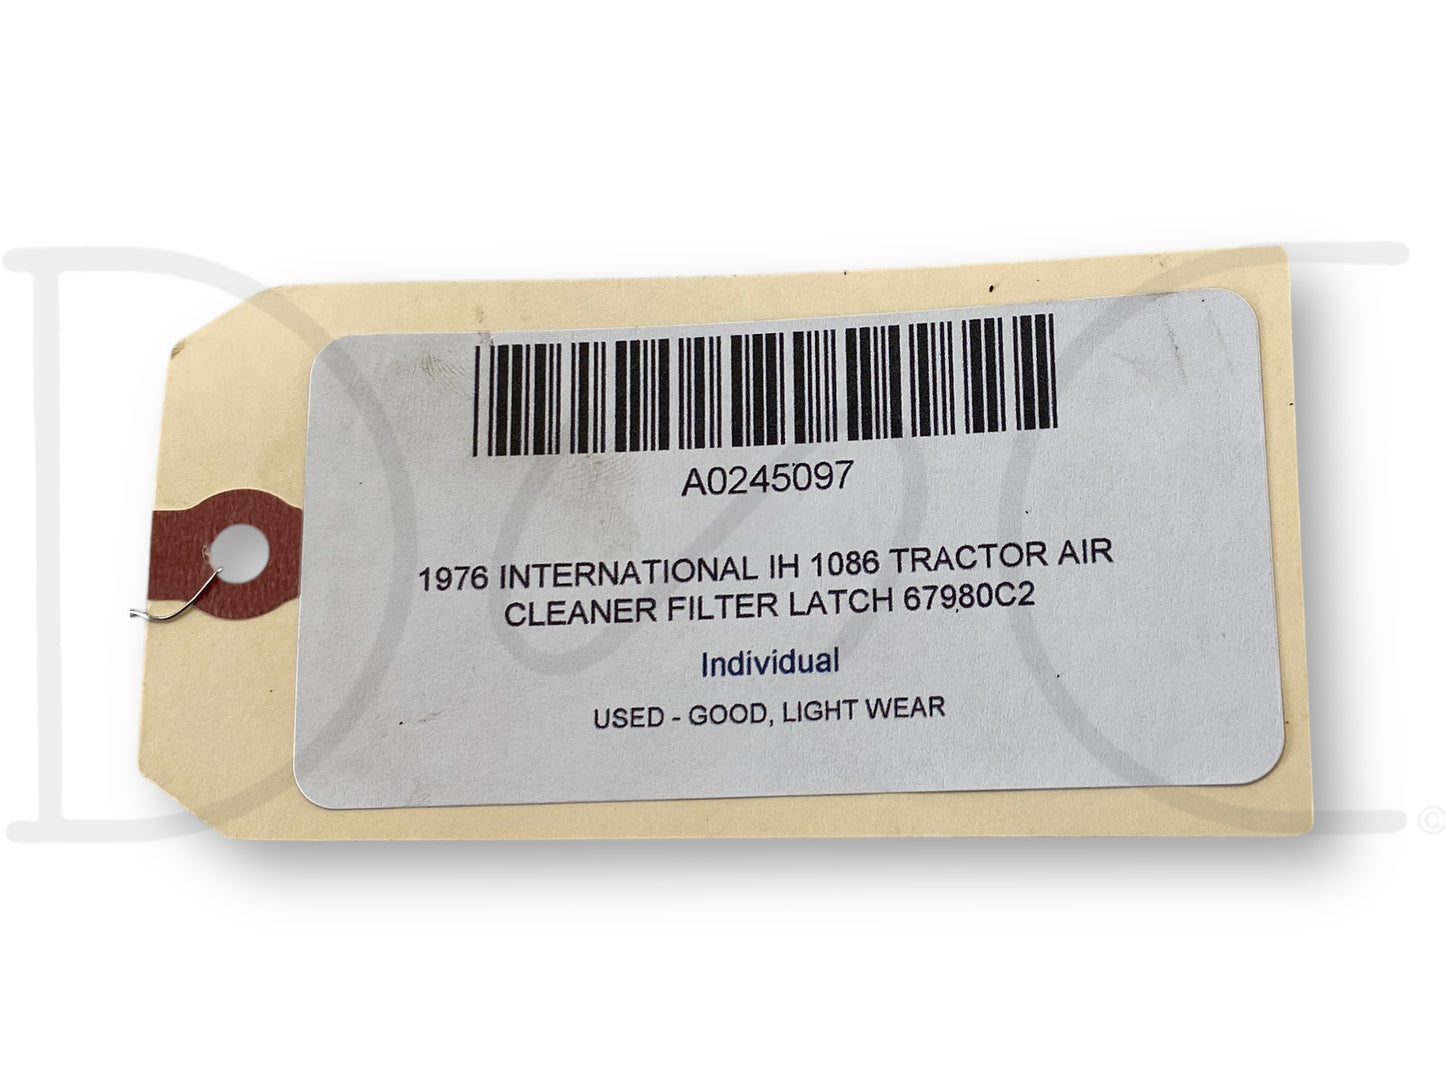 A0245097
1976 INTERNATIONAL IH 1086 TRACTOR AIR
CLEANER FILTER LATCH 67980C2
Individual
USED - GOOD, LIGHT WEAR
©